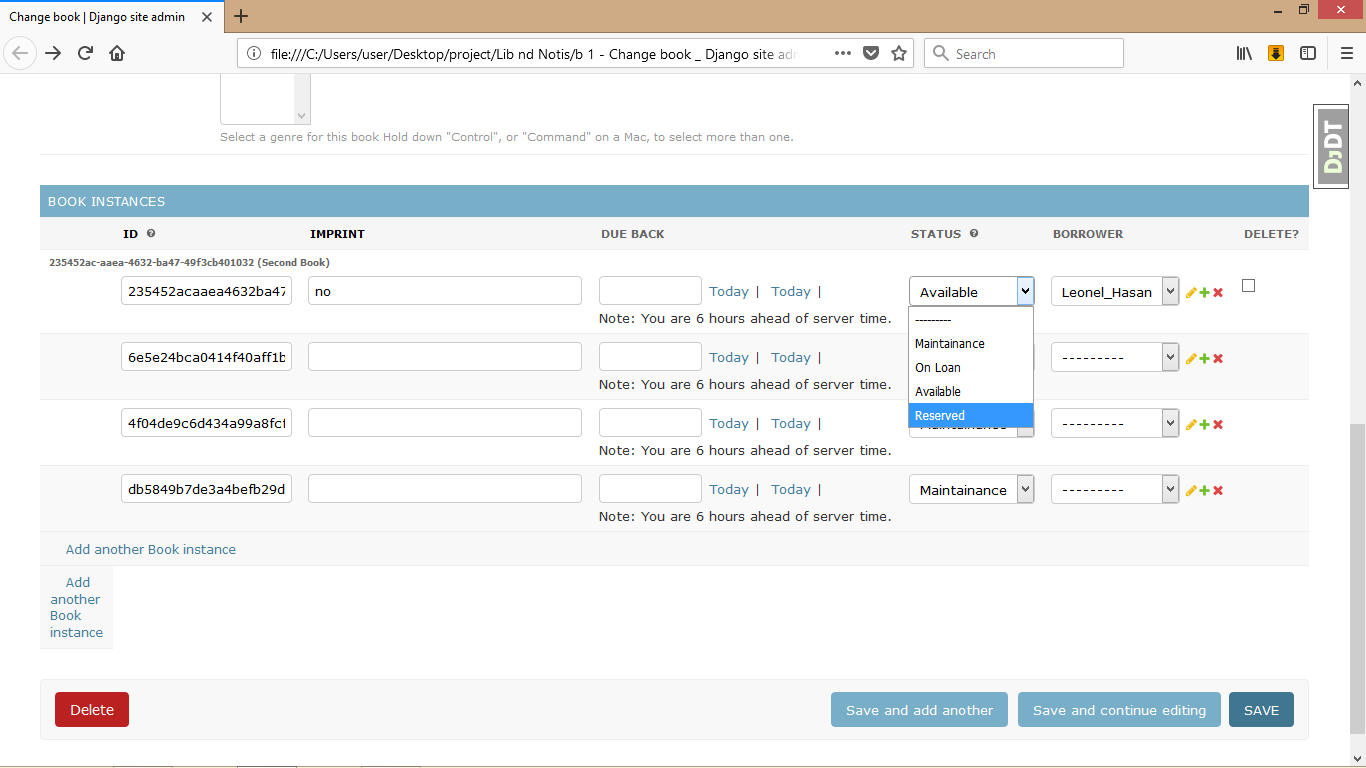 Change book | Django site admin
file:///C:/Users/user/Desktop/project/Lib nd Notis/b 1 - Change book _ Django site adm
Search
Select a genre for this book Hold down "Control", or "Command" on a Mac, to select more than one.
DJDT
BOOK INSTANCES
ID IMPRINT DUE BACK STATUS BORROWER DELETE?
235452ac-aaea-4632-ba47-49f3cb401032 (Second Book)
235452acaaea4632ba47 no Today | Today | Available Leonel_Hasan
Note: You are 6 hours ahead of server time.
---------
Maintainance
On Loan
Available
Reserved
6e5e24bca0414f40aff1b Today | Today | ---------
Note: You are 6 hours ahead of server time.
4f04de9c6d434a99a8fcf Today | Today | Maintainance ---------
Note: You are 6 hours ahead of server time.
db5849b7de3a4befb29d Today | Today | Maintainance ---------
Note: You are 6 hours ahead of server time.
Add another Book instance
Add
another
Book
instance
Delete Save and add another Save and continue editing SAVE